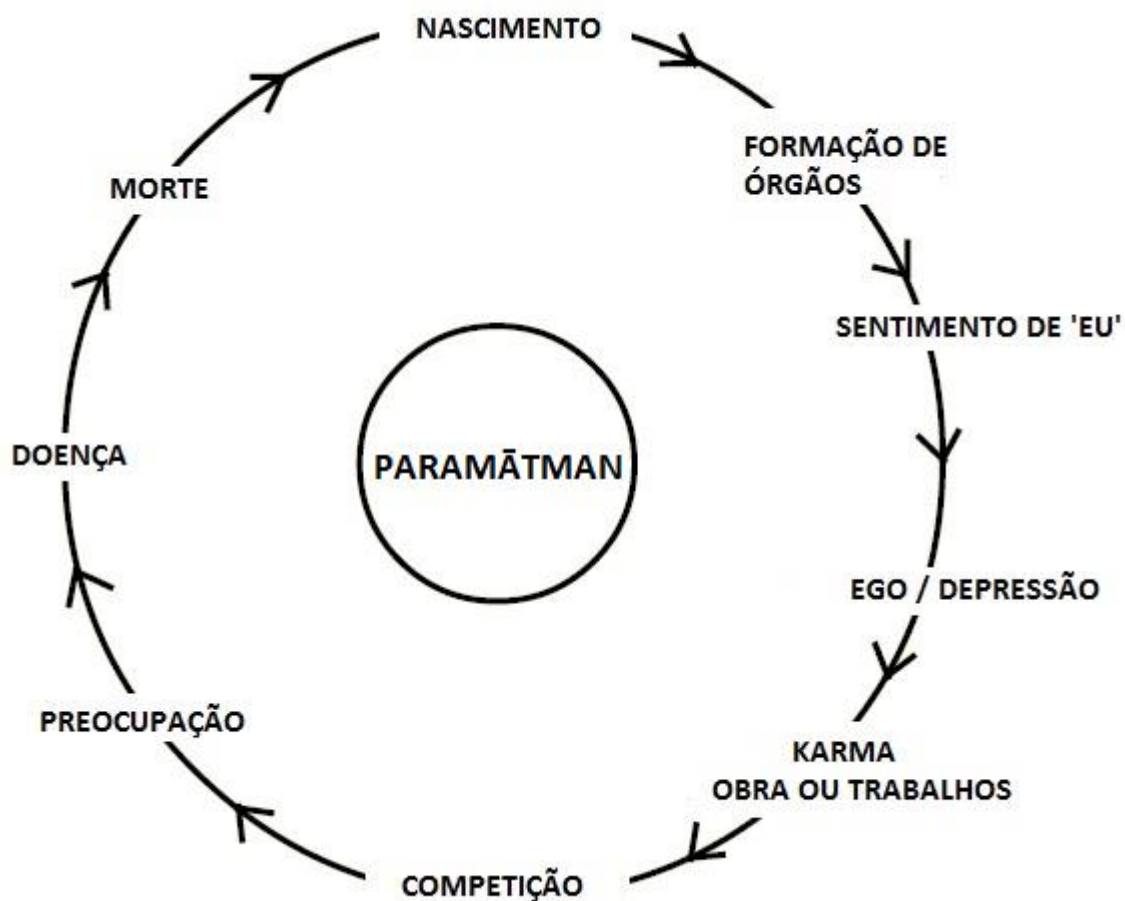 NASCIMENTO
FORMAÇÃO DE
ÓRGÃOS
SENTIMENTO DE 'EU'
EGO / DEPRESSÃO
KARMA
OBRA OU TRABALHOS
COMPETIÇÃO
PREOCUPAÇÃO
DOENÇA
MORTE
PARAMĀTMAN